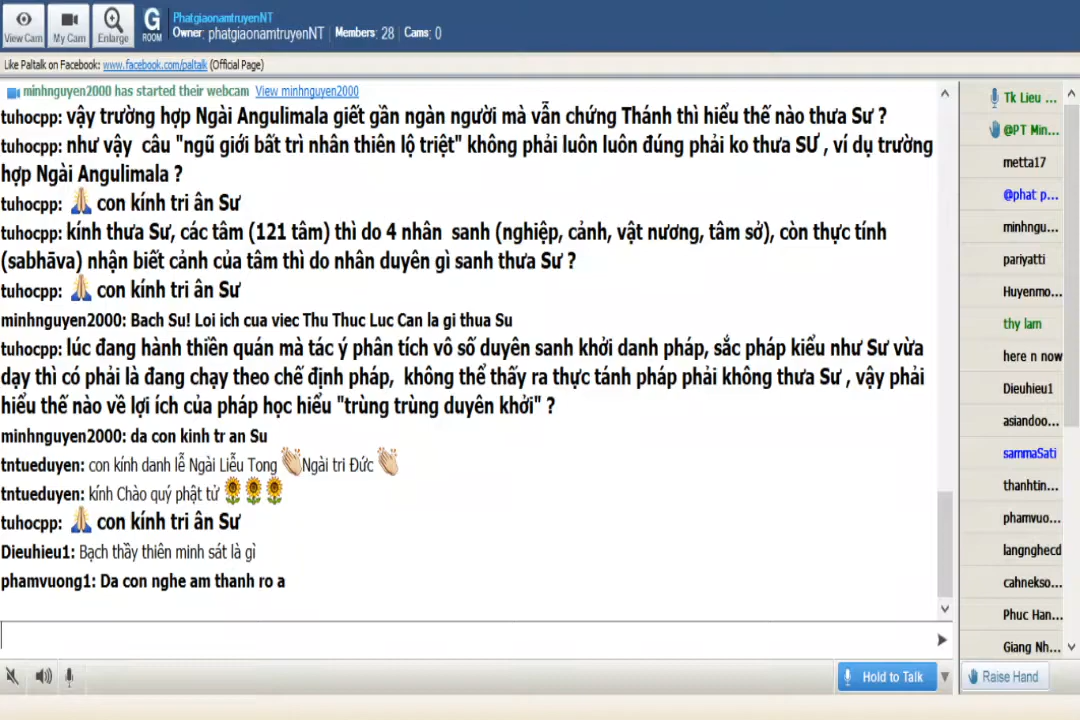 View Cam
My Cam
Enlarge
G
ROOM
PhatgiaonamtruyenNT
Owner: phatgiaonamtruyenNT Members: 28 Cams: 0
Like Paltalk on Facebook: www.facebook.com/paltalk (Official Page)
minhnguyen2000 has started their webcam View minhnguyen2000
tuhocpp: vậy trường hợp Ngài Angulimala giết gần ngàn người mà vẫn chứng Thánh thì hiểu thế nào thưa Sư ?
tuhocpp: như vậy câu "ngũ giới bất trì nhân thiên lộ triệt" không phải luôn luôn đúng phải ko thưa SƯ , ví dụ trường
hợp Ngài Angulimala ?
tuhocpp: 🙏 con kính tri ân Sư
tuhocpp: kính thưa Sư, các tâm (121 tâm) thì do 4 nhân sanh (nghiệp, cảnh, vật nương, tâm sở), còn thực tính
(sabhāva) nhận biết cảnh của tâm thì do nhân duyên gì sanh thưa Sư ?
tuhocpp: 🙏 con kính tri ân Sư
minhnguyen2000: Bach Su! Loi ich cua viec Thu Thuc Luc Can la gi thua Su
tuhocpp: lúc đang hành thiền quán mà tác ý phân tích vô số duyên sanh khởi danh pháp, sắc pháp kiểu như Sư vừa
dạy thì có phải là đang chạy theo chế định pháp, không thể thấy ra thực tánh pháp phải không thưa Sư , vậy phải
hiểu thế nào về lợi ích của pháp học hiểu "trùng trùng duyên khởi" ?
minhnguyen2000: da con kinh tr an Su
tntueduyen: con kính danh lễ Ngài Liễu Tong 👏Ngài tri Đức 👏
tntueduyen: kính Chào quý phật tử 🌻🌻🌻
tuhocpp: 🙏 con kính tri ân Sư
Dieuhieu1: Bạch thầy thiên minh sát là gì
phamvuong1: Da con nghe am thanh ro a
Tk Lieu ...
@PT Min...
metta17
@phat p...
minhngu...
pariyatti
Huyenmo...
thy lam
here n now
Dieuhieu1
asiandoo...
sammaSati
thanhtin...
phamvuo...
langnghecd
cahnekso...
Phuc Han...
Giang Nh...
Hold to Talk
Raise Hand